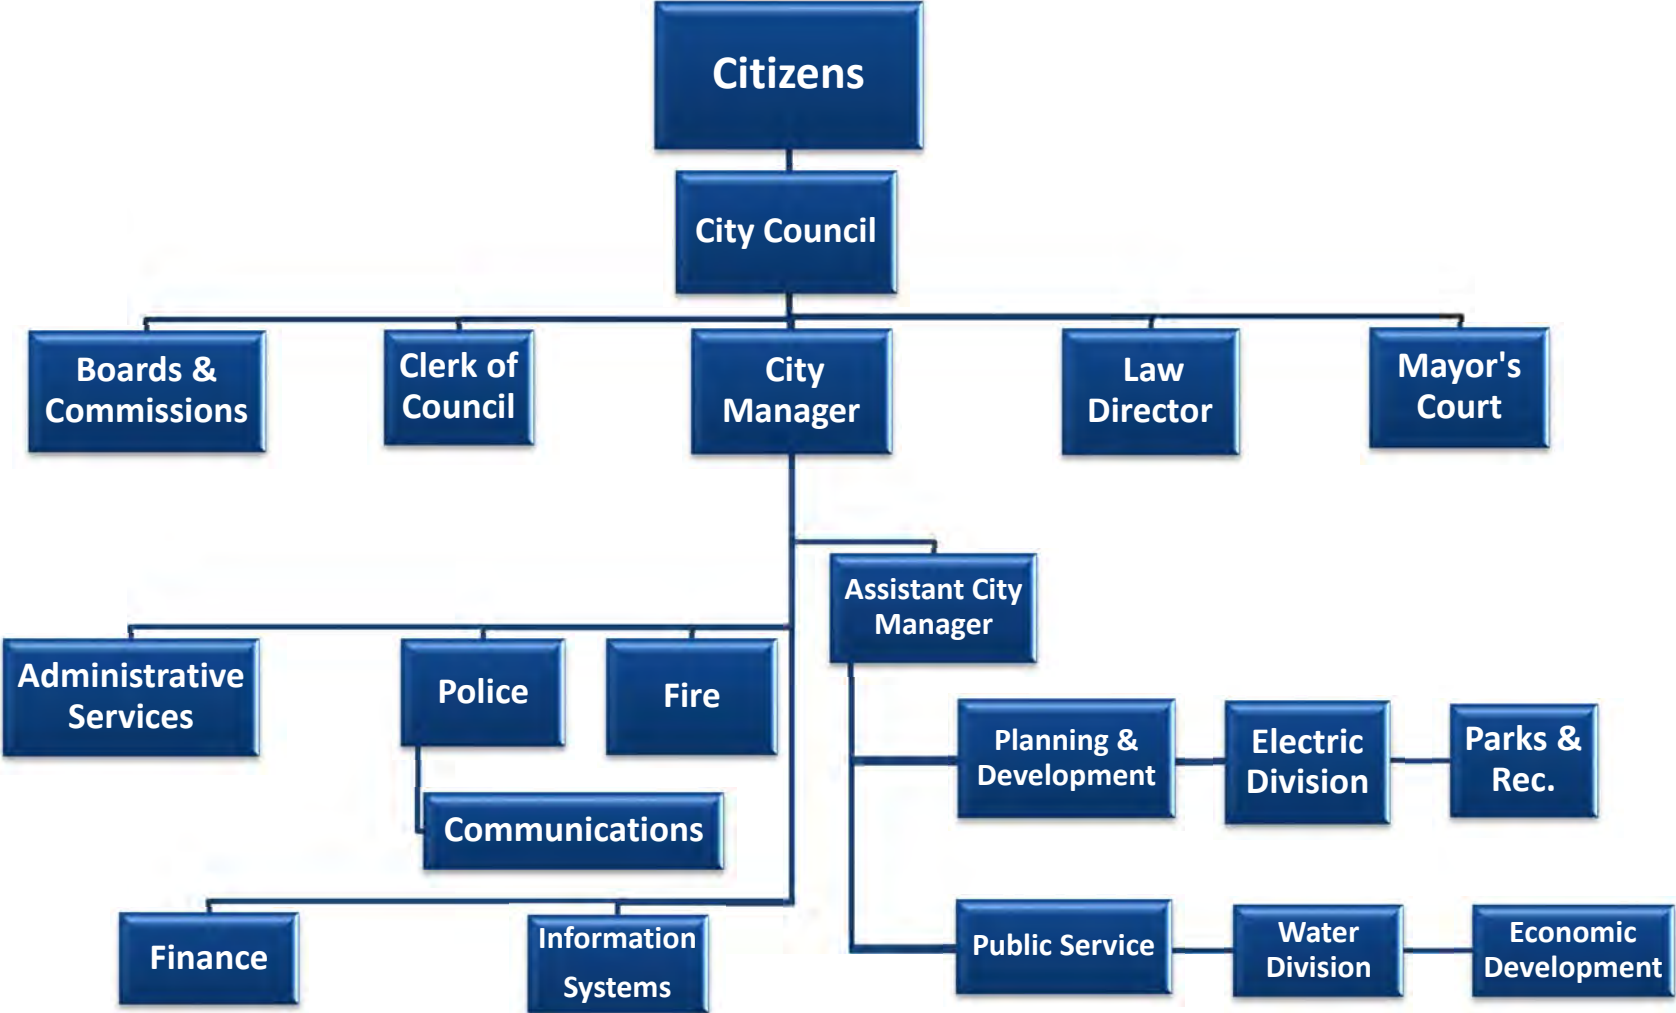 Citizens
City Council
Boards &
Commissions
Clerk of
Council
City
Manager
Law
Director
Mayor's
Court
Assistant City
Manager
Administrative
Services
Police
Fire
Planning &
Development
Electric
Division
Parks &
Rec.
Communications
Finance
Information
Systems
Public Service
Water
Division
Economic
Development